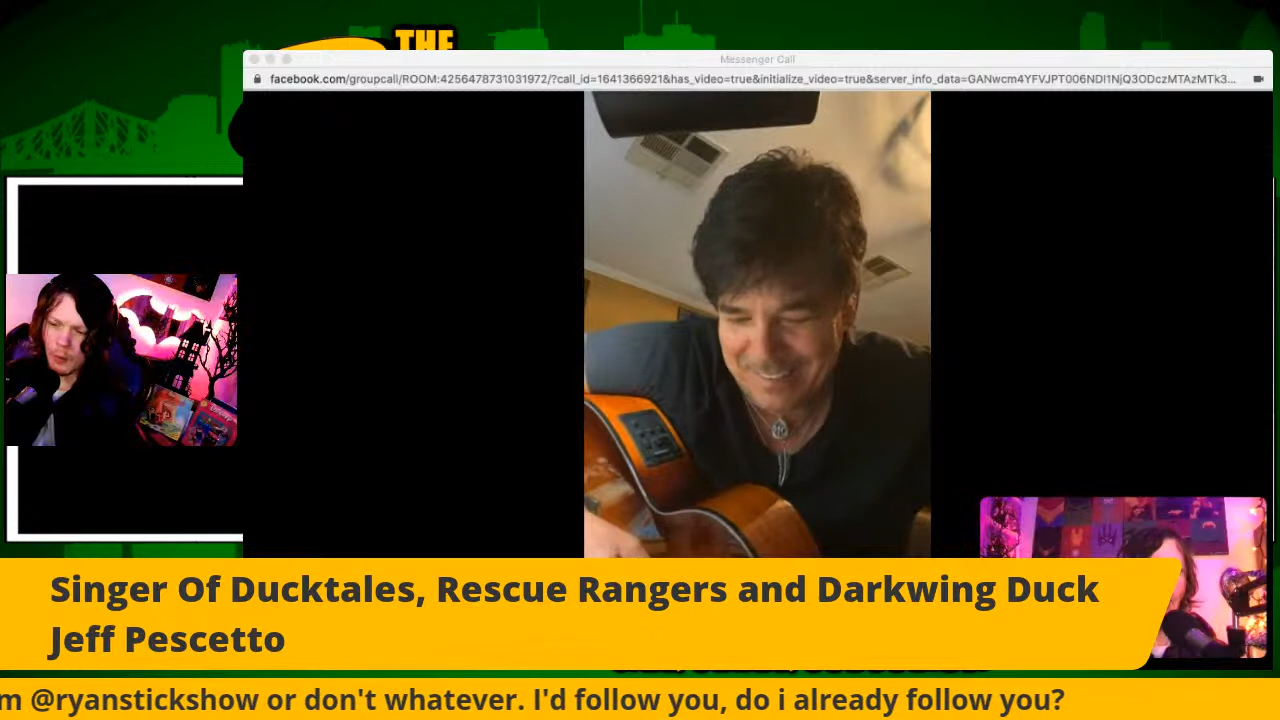 THE
Messenger Call
facebook.com/groupcall/ROOM:4256478731031972/?call_id=1641366921&has_video=true&initialize_video=true&server_info_data=GANwcm4YFVJPT006NDI1NjQ3ODczMTAzMTk3...
Singer Of Ducktales, Rescue Rangers and Darkwing Duck
Jeff Pescetto
m @ryanstickshow or don't whatever. I'd follow you, do i already follow you?